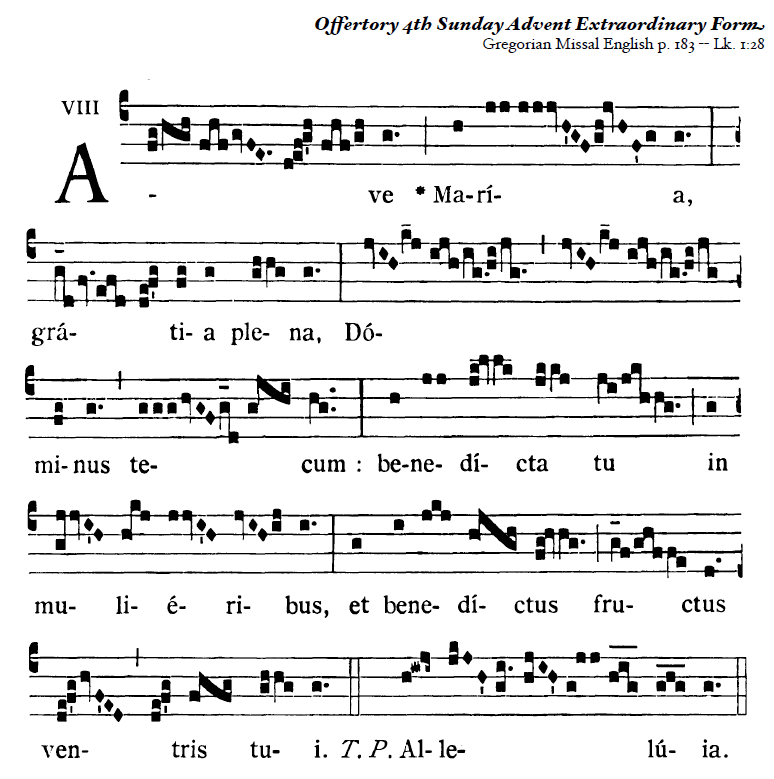 Offertory 4th Sunday Advent Extraordinary Form
Gregorian Missal English p. 183 -- Lk. 1:28
VIII
A - ve * Ma-rí- a,
grá- ti- a ple- na, Dó-
mi-nus te- cum : be-ne- dí- cta tu in
mu- li- é- ri- bus, et bene- dí- ctus fru- ctus
ven- tris tu- i. T. P. Al- le- lú- ia.